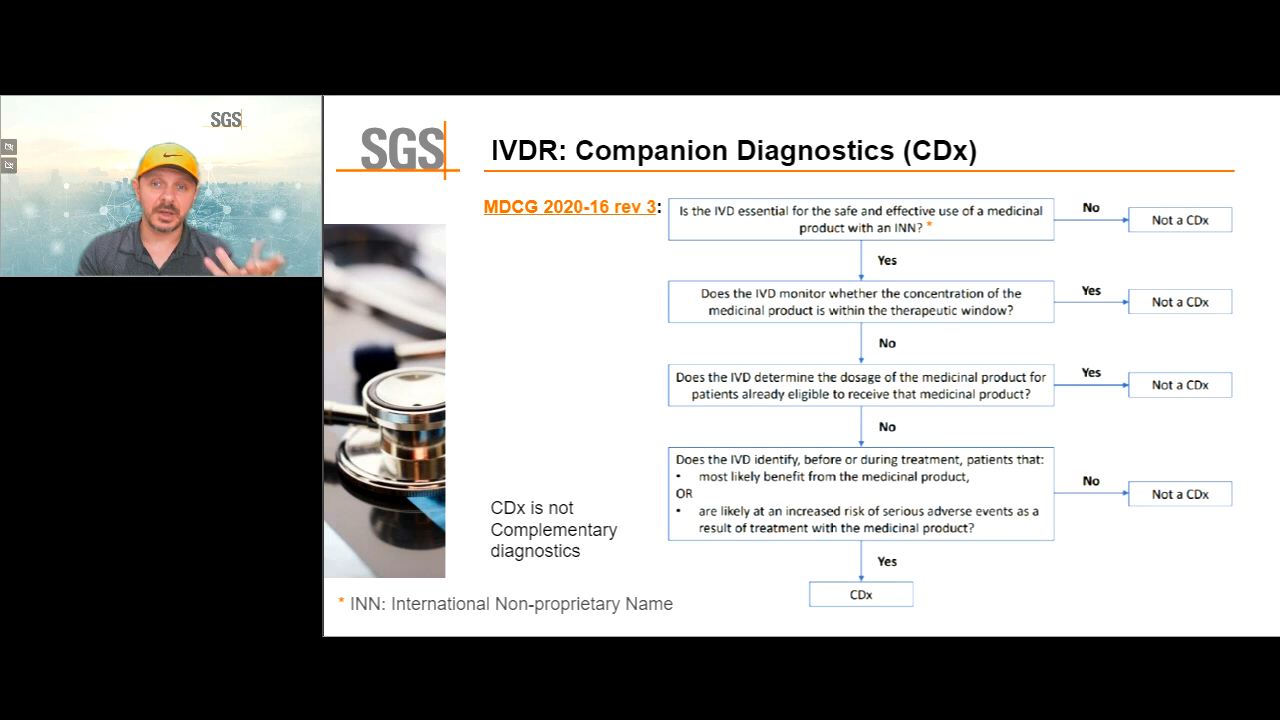 SGS
SGS
IVDR: Companion Diagnostics (CDx)
MDCG 2020-16 rev 3:
Is the IVD essential for the safe and effective use of a medicinal
product with an INN? *
No
Not a CDx
Yes
Does the IVD monitor whether the concentration of the
medicinal product is within the therapeutic window?
Yes
Not a CDx
No
Does the IVD determine the dosage of the medicinal product for
patients already eligible to receive that medicinal product?
Yes
Not a CDx
No
Does the IVD identify, before or during treatment, patients that:
• most likely benefit from the medicinal product,
OR
• are likely at an increased risk of serious adverse events as a
result of treatment with the medicinal product?
No
Not a CDx
Yes
CDx
CDx is not
Complementary
diagnostics
* INN: International Non-proprietary Name